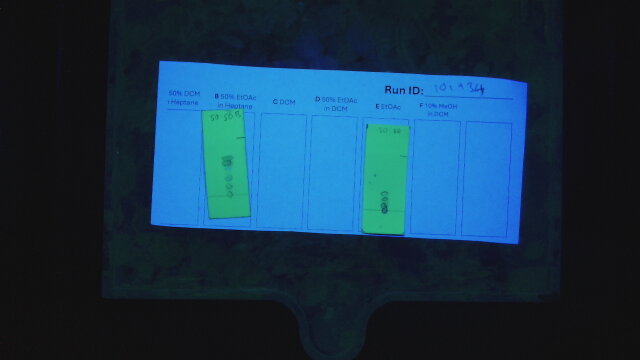 Run ID:
50% DCM
Heptane
B 50% EtOAc
in Heptane
C DCM
D 50% EtOAc
in DCM
E EtOAc
F 10% MeOH
in DCM